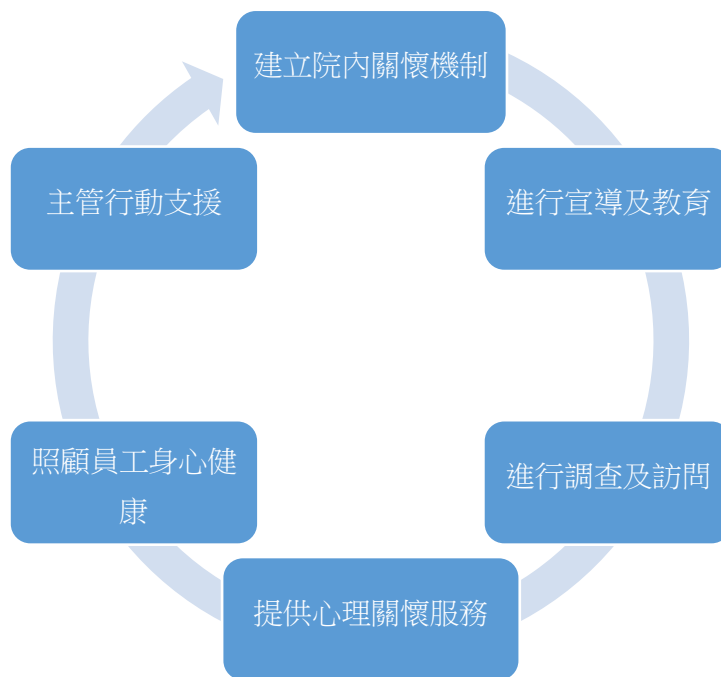 建立院內關懷機制
進行宣導及教育
進行調查及訪問
提供心理關懷服務
照顧員工身心健
康
主管行動支援